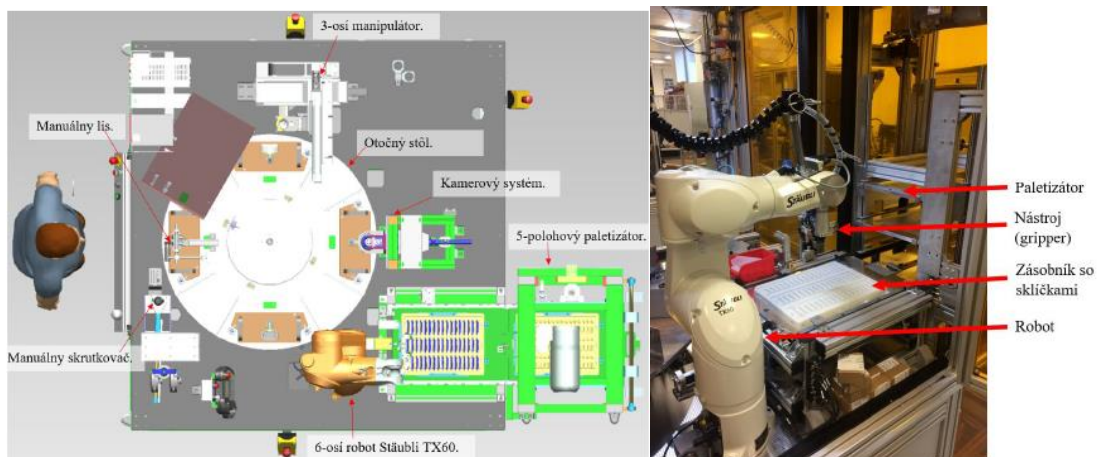 3-osí manipulátor.
Manuálny lis.
Otočný stôl.
Kamerový systém.
5-polohový paletizátor.
Manuálny skrutkovač.
6-osí robot Stäubli TX60.
STÄUBLI
STÄUBLI
TX60
Paletizátor
Nástroj
(gripper)
Zásobník so
sklíčkami
Robot